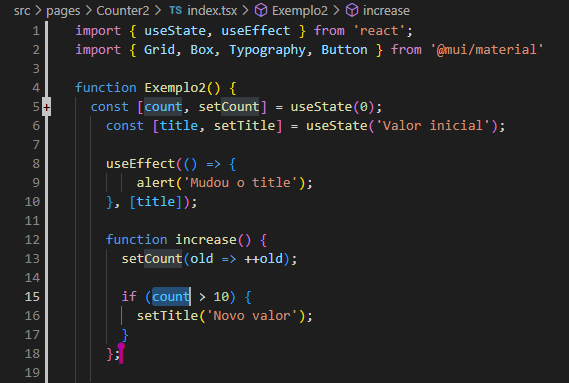 src > pages > Counter2 > TS index.tsx > Exemplo2 > increase
1 import { useState, useEffect } from 'react';
2 import { Grid, Box, Typography, Button } from '@mui/material'
3
4 function Exemplo2() {
5 + const [count, setCount] = useState(0);
6 const [title, setTitle] = useState('Valor inicial');
7
8 useEffect(() => {
9 alert('Mudou o title');
10 }, [title]);
11
12 function increase() {
13 setCount(old => ++old);
14
15 if (count > 10) {
16 setTitle('Novo valor');
17 }
18 };
19